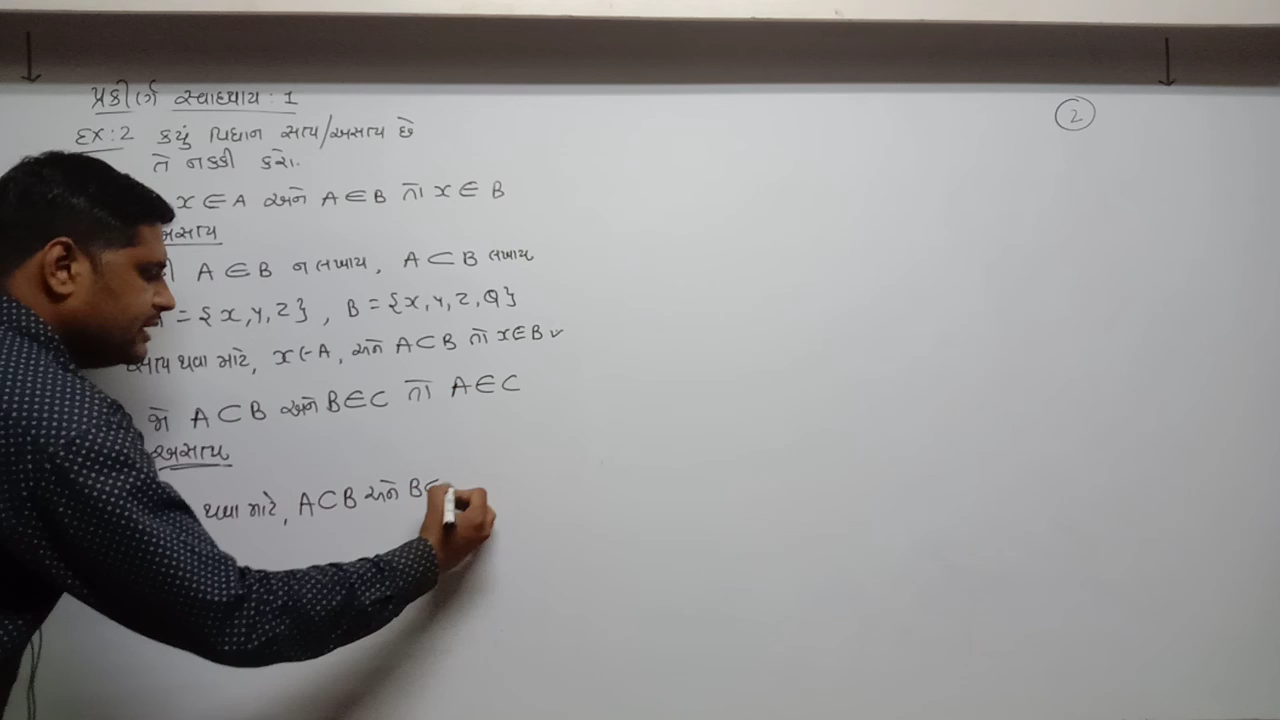 પ્રકીર્ણ સ્વાધ્યાય : 1
2
EX : 2 કયું વિધાન સત્ય/અસત્ય છે
તે નક્કી કરો.
x ∈ A અને A ∈ B તો x ∈ B
અસત્ય
A ∈ B ન લખાય, A ⊂ B લખાય
= {x, y, z}, B = {x, y, z, Q}
સત્ય થવા માટે, x ∈ A, અને A ⊂ B તો x ∈ B ✓
જો A ⊂ B અને B ∈ C તો A ∈ C
અસત્ય
થવા માટે, A ⊂ B અને B